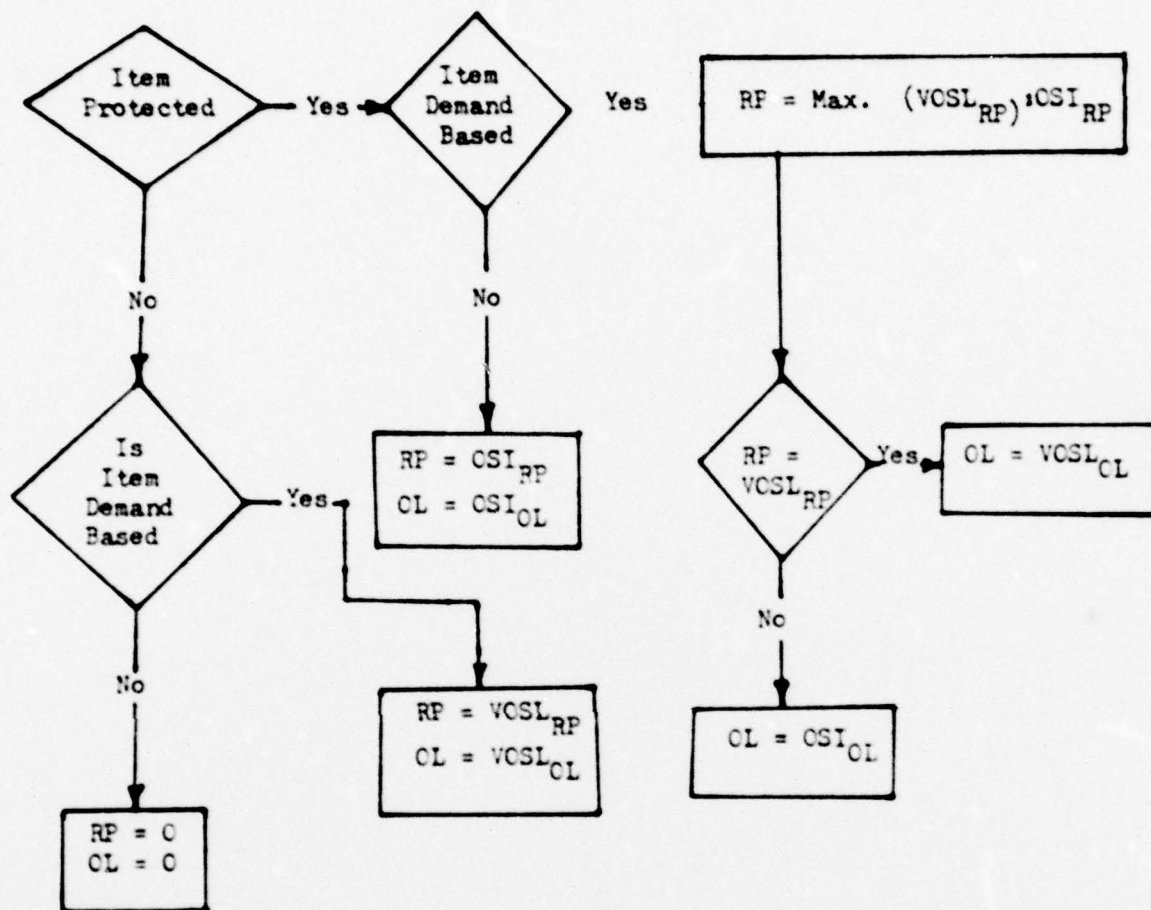 Item
Protected
Yes
Item
Demand
Based
Yes
RP = Max. (VOSL_RP):OSI_RP
No
No
Is
Item
Demand
Based
Yes
RP = OSI_RP
OL = OSI_OL
RP =
VOSL_RP
Yes
OL = VOSL_OL
No
No
RP = VOSL_RP
OL = VOSL_OL
OL = OSI_OL
RP = 0
OL = 0